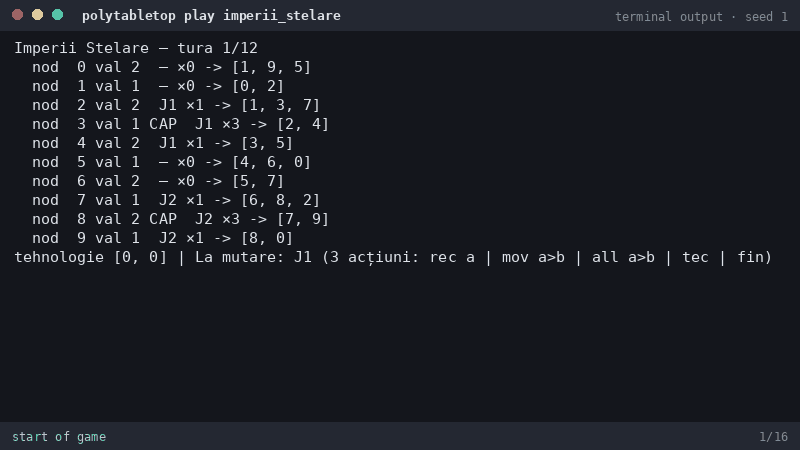 polytabletop play imperii_stelare
terminal output · seed 1
Imperii Stelare — tura 1/12
nod  0 val 2  — ×0 -> [1, 9, 5]
nod  1 val 1  — ×0 -> [0, 2]
nod  2 val 2  J1 ×1 -> [1, 3, 7]
nod  3 val 1 CAP  J1 ×3 -> [2, 4]
nod  4 val 2  J1 ×1 -> [3, 5]
nod  5 val 1  — ×0 -> [4, 6, 0]
nod  6 val 2  — ×0 -> [5, 7]
nod  7 val 1  J2 ×1 -> [6, 8, 2]
nod  8 val 2 CAP  J2 ×3 -> [7, 9]
nod  9 val 1  J2 ×1 -> [8, 0]
tehnologie [0, 0] | La mutare: J1 (3 acțiuni: rec a | mov a>b | all a>b | tec | fin)
start of game
1/16